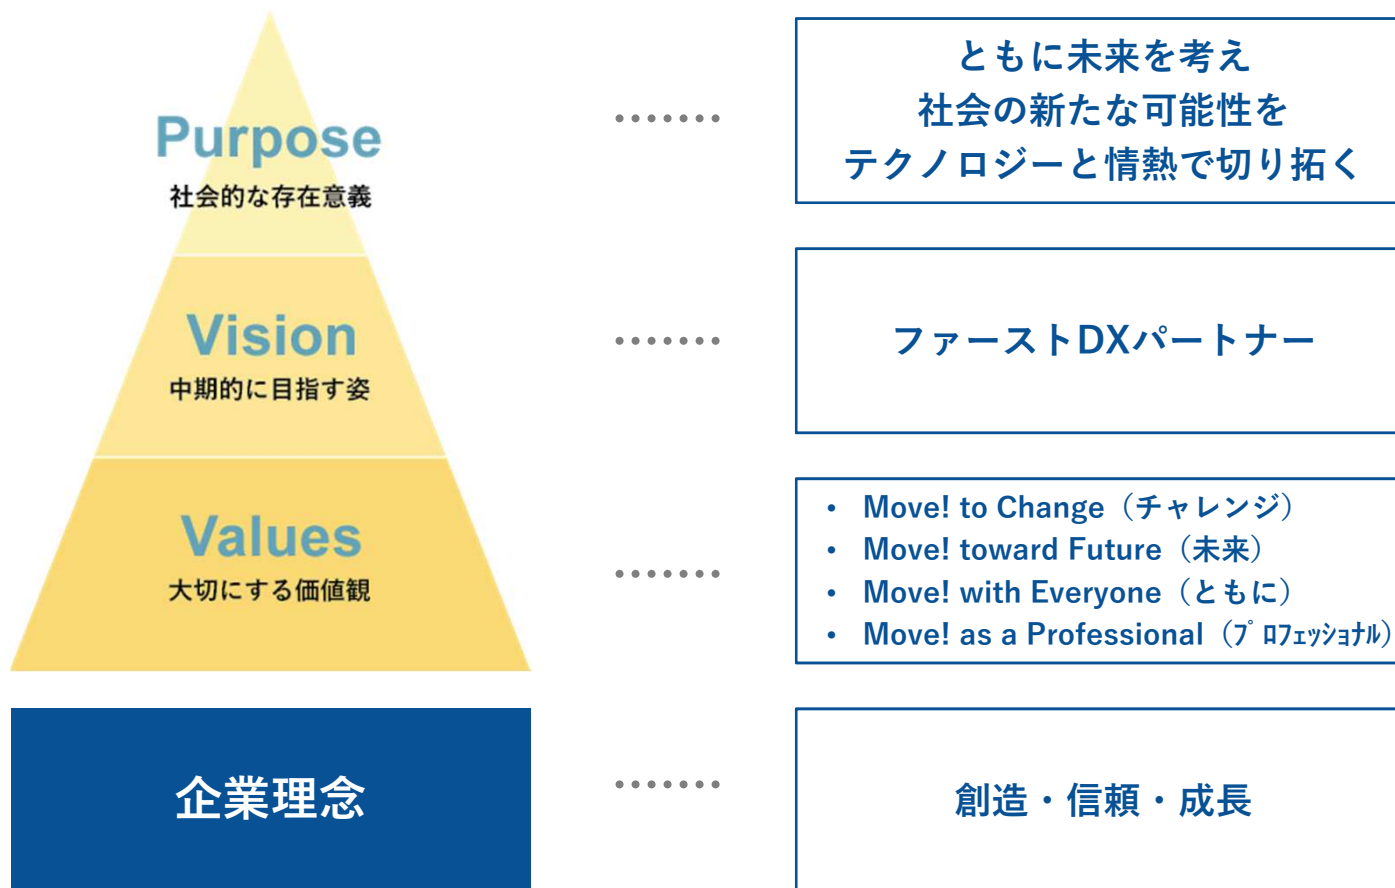 Purpose
社会的な存在意義
ともに未来を考え
社会の新たな可能性を
テクノロジーと情熱で切り拓く
Vision
中期的に目指す姿
ファーストDXパートナー
Values
大切にする価値観
• Move! to Change（チャレンジ）
• Move! toward Future（未来）
• Move! with Everyone（ともに）
• Move! as a Professional（ﾌﾟﾛﾌｪｯｼｮﾅﾙ）
企業理念
創造・信頼・成長